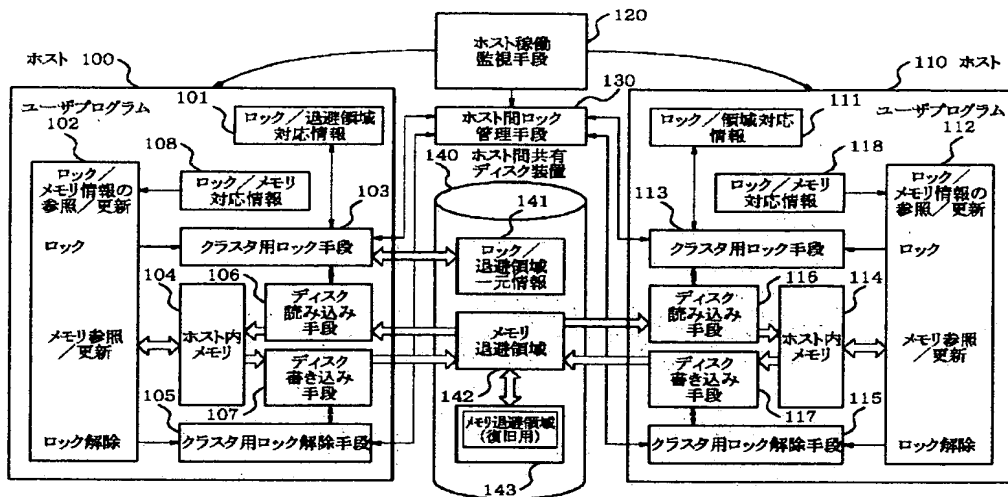 120
ホスト稼働
監視手段
ホスト 100
110 ホスト
130
ユーザプログラム
102
101
ロック/退避領域
対応情報
108
ロック/メモリ
対応情報
ロック/
メモリ情報の
参照/更新
103
ロック
クラスタ用ロック手段
104
106
ディスク
読み込み
手段
ホスト内
メモリ
メモリ参照
/更新
ディスク
書き込み
手段
105
107
ロック解除
クラスタ用ロック解除手段
ホスト間ロック
管理手段
ホスト間共有
ディスク装置
140
141
ロック/
退避領域
一元情報
メモリ
退避領域
142
メモリ退避領域
(復旧用)
143
111
ロック/領域対応
情報
ユーザプログラム
112
118
ロック/メモリ
対応情報
ロック/
メモリ情報の
参照/更新
113
クラスタ用ロック手段
ロック
116
114
ディスク
読み込み
手段
ホスト内
メモリ
メモリ参照
/更新
ディスク
書き込み
手段
117
115
クラスタ用ロック解除手段
ロック解除